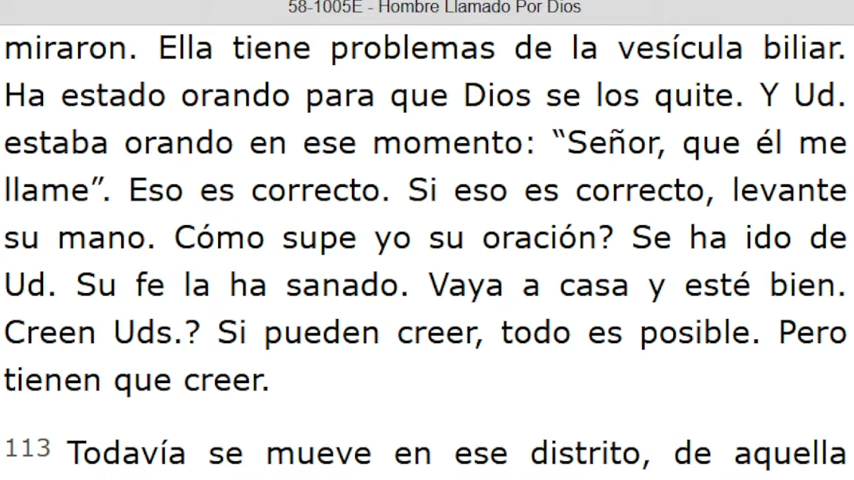 58-1005E - Hombre Llamado Por Dios
miraron. Ella tiene problemas de la vesícula biliar.
Ha estado orando para que Dios se los quite. Y Ud.
estaba orando en ese momento: “Señor, que él me
llame”. Eso es correcto. Si eso es correcto, levante
su mano. Cómo supe yo su oración? Se ha ido de
Ud. Su fe la ha sanado. Vaya a casa y esté bien.
Creen Uds.? Si pueden creer, todo es posible. Pero
tienen que creer.
113 Todavía se mueve en ese distrito, de aquella